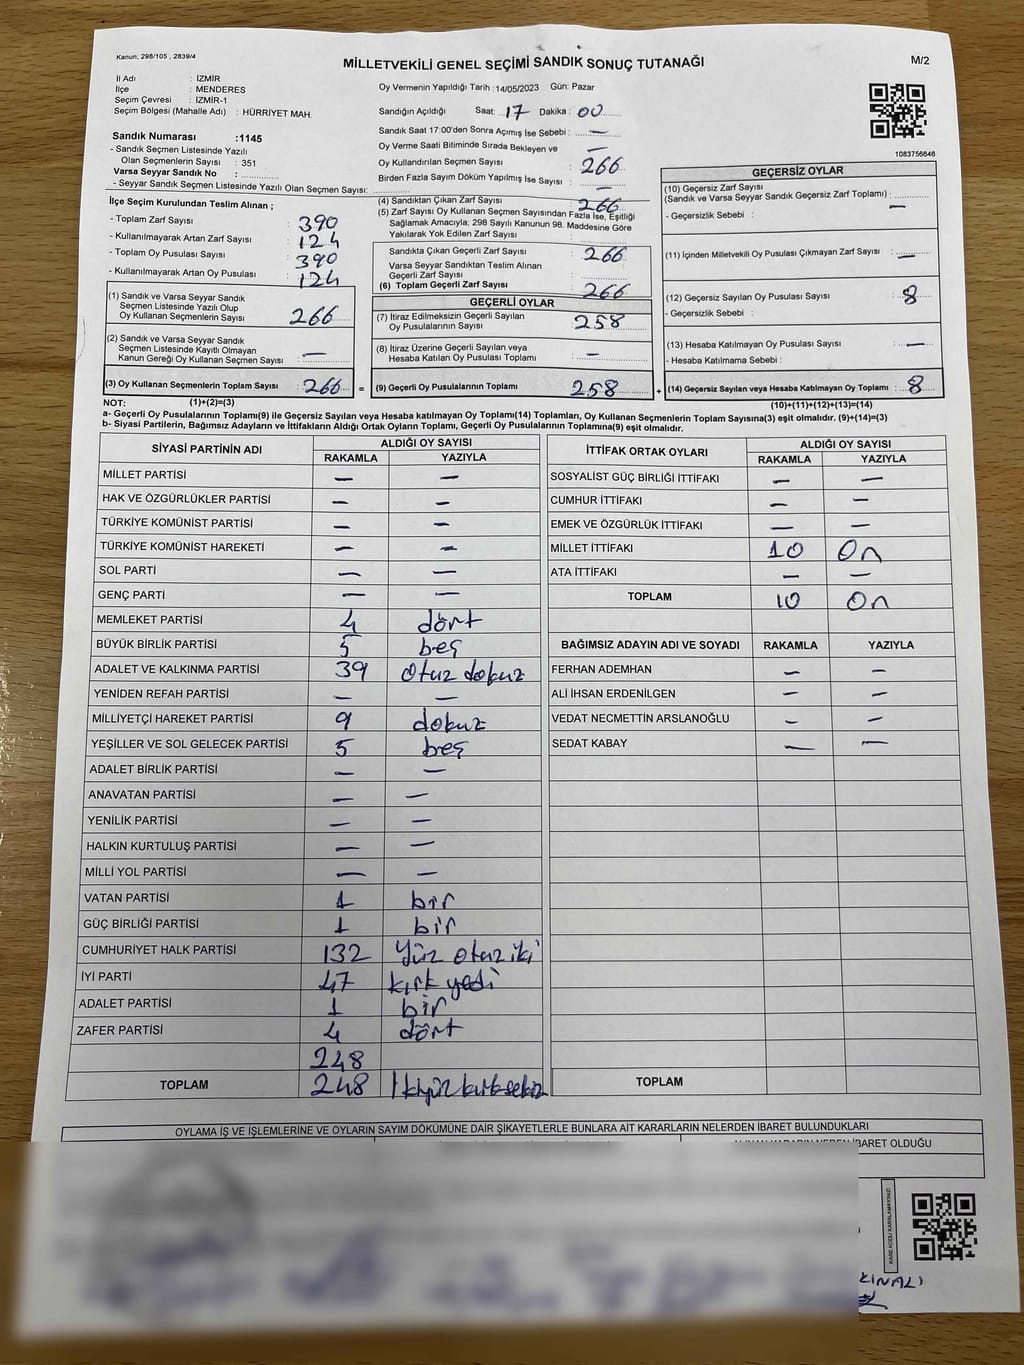 Kanun; 298/105 , 2839/4
MİLLETVEKİLİ GENEL SEÇİMİ SANDIK SONUÇ TUTANAĞI
M/2
İl Adı : İZMİR
İlçe : MENDERES
Seçim Çevresi : İZMİR-1
Seçim Bölgesi (Mahalle Adı) : HÜRRİYET MAH.
Sandık Numarası :1145
- Sandık Seçmen Listesinde Yazılı
Olan Seçmenlerin Sayısı : 351
Varsa Seyyar Sandık No :
- Seyyar Sandık Seçmen Listesinde Yazılı Olan Seçmen Sayısı:
Oy Vermenin Yapıldığı Tarih :14/05/2023 Gün: Pazar
Sandığın Açıldığı Saat: 17 Dakika : 00
Sandık Saat 17:00'den Sonra Açımış İse Sebebi : —
Oy Verme Saati Bitiminde Sırada Bekleyen ve
Oy Kullandırılan Seçmen Sayısı : —
Birden Fazla Sayım Döküm Yapılmış İse Sayısı : 266
1083756646
İlçe Seçim Kurulundan Teslim Alınan ;
- Toplam Zarf Sayısı : 390
- Kullanılmayarak Artan Zarf Sayısı : 124
- Toplam Oy Pusulası Sayısı : 390
- Kullanılmayarak Artan Oy Pusulası : 124
(1) Sandık ve Varsa Seyyar Sandık
Seçmen Listesinde Yazılı Olup
Oy Kullanan Seçmenlerin Sayısı : 266
(2) Sandık ve Varsa Seyyar Sandık
Seçmen Listesinde Kayıtlı Olmayan
Kanun Gereği Oy Kullanan Seçmen Sayısı : —
(3) Oy Kullanan Seçmenlerin Toplam Sayısı : 266
(1)+(2)=(3)
(4) Sandıktan Çıkan Zarf Sayısı : 266
(5) Zarf Sayısı Oy Kullanan Seçmen Sayısından Fazla İse, Eşitliği
Sağlamak Amacıyla; 298 Sayılı Kanunun 98. Maddesine Göre
Yakılarak Yok Edilen Zarf Sayısı :
Sandıkta Çıkan Geçerli Zarf Sayısı : 266
Varsa Seyyar Sandıktan Teslim Alınan
Geçerli Zarf Sayısı :
(6) Toplam Geçerli Zarf Sayısı : 266
GEÇERLİ OYLAR
(7) İtiraz Edilmeksizin Geçerli Sayılan
Oy Pusulalarının Sayısı : 258
(8) İtiraz Üzerine Geçerli Sayılan veya
Hesaba Katılan Oy Pusulası Toplamı : —
= (9) Geçerli Oy Pusulalarının Toplamı : 258
GEÇERSİZ OYLAR
(10) Geçersiz Zarf Sayısı
(Sandık ve Varsa Seyyar Sandık Geçersiz Zarf Toplamı) : —
- Geçersizlik Sebebi :
(11) İçinden Milletvekili Oy Pusulası Çıkmayan Zarf Sayısı : —
(12) Geçersiz Sayılan Oy Pusulası Sayısı : 8
- Geçersizlik Sebebi :
(13) Hesaba Katılmayan Oy Pusulası Sayısı : —
- Hesaba Katılmama Sebebi :
+ (14) Geçersiz Sayılan veya Hesaba Katılmayan Oy Toplamı : 8
(10)+(11)+(12)+(13)=(14)
NOT:
a- Geçerli Oy Pusulalarının Toplamı(9) ile Geçersiz Sayılan veya Hesaba katılmayan Oy Toplamı(14) Toplamları, Oy Kullanan Seçmenlerin Toplam Sayısına(3) eşit olmalıdır. (9)+(14)=(3)
b- Siyasi Partilerin, Bağımsız Adayların ve İttifakların Aldığı Ortak Oyların Toplamı, Geçerli Oy Pusulalarının Toplamına(9) eşit olmalıdır.
SİYASİ PARTİNİN ADI ALDIĞI OY SAYISI
RAKAMLA YAZIYLA
MİLLET PARTİSİ — —
HAK VE ÖZGÜRLÜKLER PARTİSİ — —
TÜRKİYE KOMÜNİST PARTİSİ — —
TÜRKİYE KOMÜNİST HAREKETİ — —
SOL PARTİ — —
GENÇ PARTİ — —
MEMLEKET PARTİSİ 4 dört
BÜYÜK BİRLİK PARTİSİ 5 beş
ADALET VE KALKINMA PARTİSİ 39 otuz dokuz
YENİDEN REFAH PARTİSİ — —
MİLLİYETÇİ HAREKET PARTİSİ 9 dokuz
YEŞİLLER VE SOL GELECEK PARTİSİ 5 beş
ADALET BİRLİK PARTİSİ — —
ANAVATAN PARTİSİ — —
YENİLİK PARTİSİ — —
HALKIN KURTULUŞ PARTİSİ — —
MİLLİ YOL PARTİSİ — —
VATAN PARTİSİ 1 bir
GÜÇ BİRLİĞİ PARTİSİ 1 bir
CUMHURİYET HALK PARTİSİ 132 Yüz otuz iki
İYİ PARTİ 47 kırk yedi
ADALET PARTİSİ 1 bir
ZAFER PARTİSİ 4 dört
248
TOPLAM 248 İkiyüz kırk sekiz
İTTİFAK ORTAK OYLARI ALDIĞI OY SAYISI
RAKAMLA YAZIYLA
SOSYALİST GÜÇ BİRLİĞİ İTTİFAKI — —
CUMHUR İTTİFAKI — —
EMEK VE ÖZGÜRLÜK İTTİFAKI — —
MİLLET İTTİFAKI 10 On
ATA İTTİFAKI — —
TOPLAM 10 On
BAĞIMSIZ ADAYIN ADI VE SOYADI RAKAMLA YAZIYLA
FERHAN ADEMHAN — —
ALİ İHSAN ERDENİLGEN — —
VEDAT NECMETTİN ARSLANOĞLU — —
SEDAT KABAY — —
TOPLAM
OYLAMA İŞ VE İŞLEMLERİNE VE OYLARIN SAYIM DÖKÜMÜNE DAİR ŞİKAYETLERLE BUNLARA AİT KARARLARIN NELERDEN İBARET BULUNDUKLARI
ALINAN KARARIN NEDEN İBARET OLDUĞU
KARE KODU KARALAMAYINIZ!
KINALI